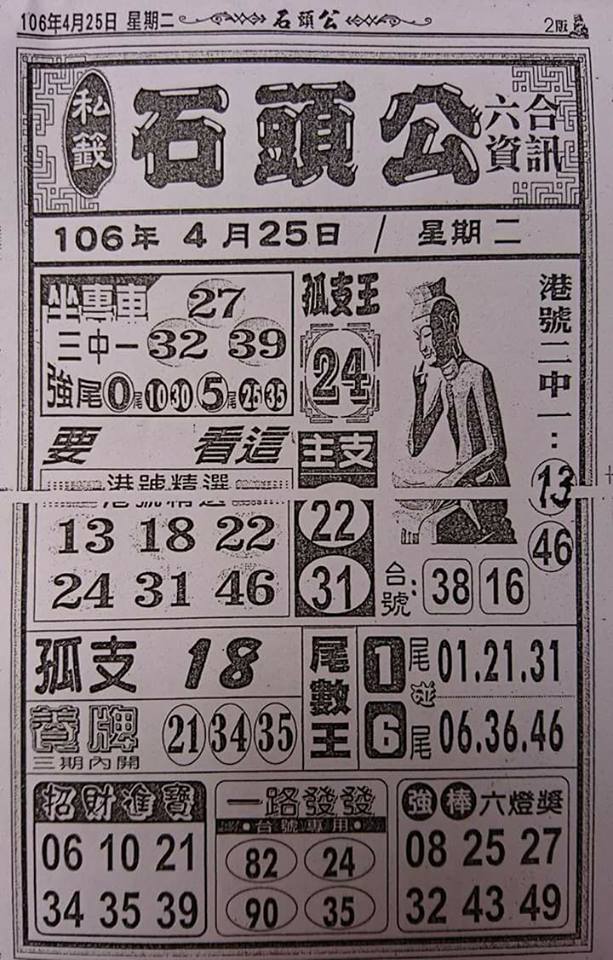 106年4月25日 星期二 石頭公 2版
私籤 石頭公 六合資訊
106年 4月25日 / 星期二
坐專車 27
三中一 32 39
強尾 0尾 10 30 5尾 25 35
孤支王
24
港號二中一:
13
46
要 看這
港號精選
13 18 22
24 31 46
主支
22
31
台號: 38 16
孤支 18
養牌 21 34 35
三期內開
尾數王
1尾 01.21.31
碰
6尾 06.36.46
招財進寶
06 10 21
34 35 39
一路發發
台號專用
82 24
90 35
強棒六燈獎
08 25 27
32 43 49